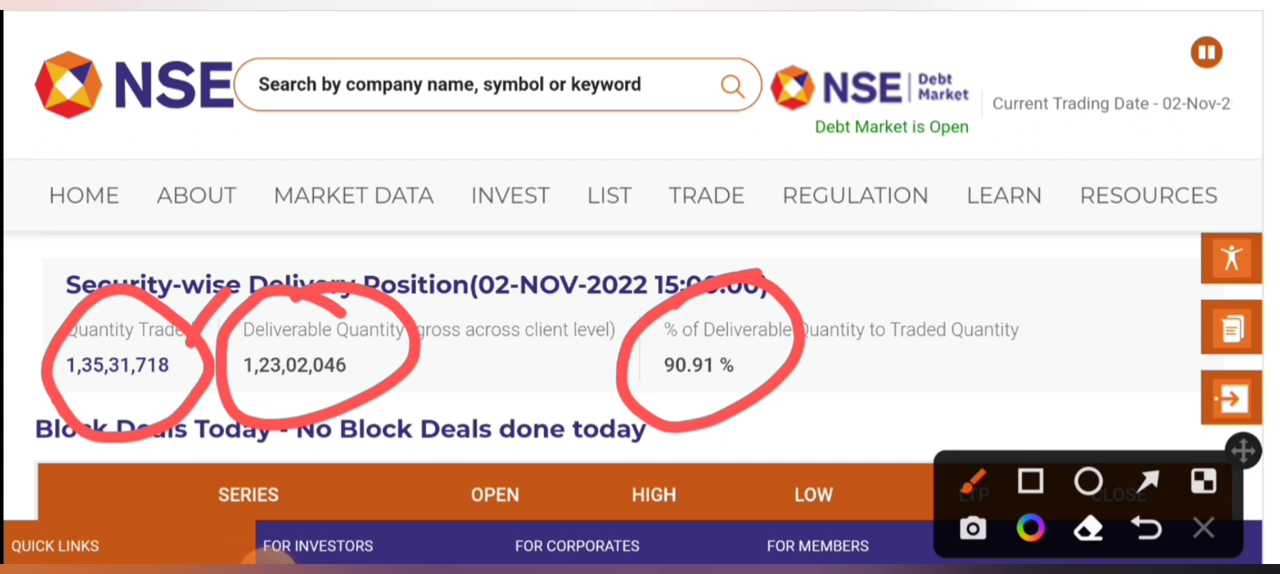 NSE
Search by company name, symbol or keyword
NSE Debt Market
Debt Market is Open
Current Trading Date - 02-Nov-2
HOME ABOUT MARKET DATA INVEST LIST TRADE REGULATION LEARN RESOURCES
Security-wise Delivery Position(02-NOV-2022 15:00:00)
Quantity Traded Deliverable Quantity (gross across client level) % of Deliverable Quantity to Traded Quantity
1,35,31,718 1,23,02,046 90.91 %
Block Deals Today - No Block Deals done today
SERIES OPEN HIGH LOW LTP CLOSE
QUICK LINKS FOR INVESTORS FOR CORPORATES FOR MEMBERS